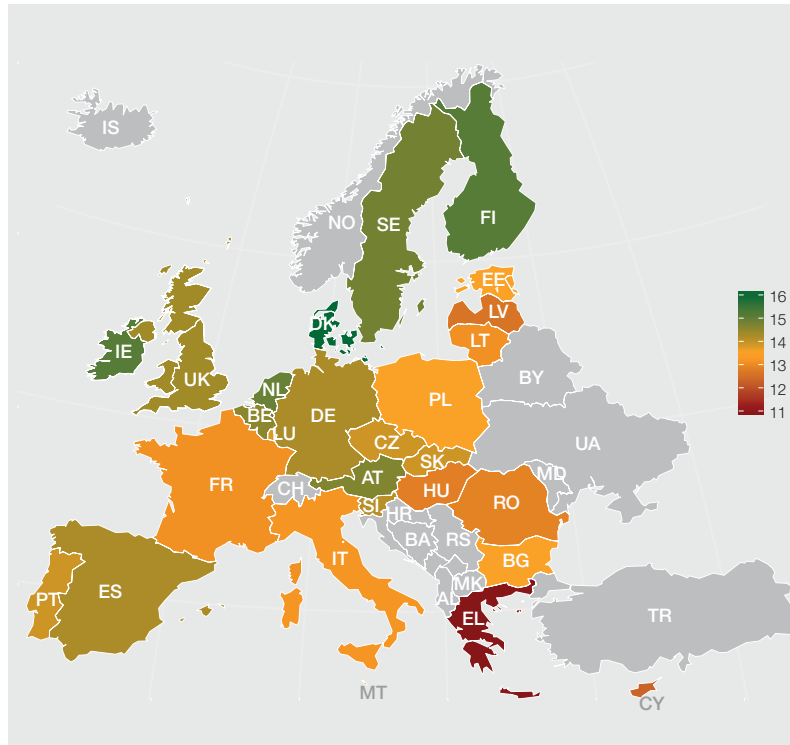 IS
NO
SE
FI
EE
LV
LT
DK
IE
UK
NL
BE
LU
DE
PL
BY
UA
CZ
SK
AT
CH
FR
HU
RO
MD
SI
HR
BA
RS
BG
IT
MK
AL
EL
TR
PT
ES
MT
CY
16
15
14
13
12
11